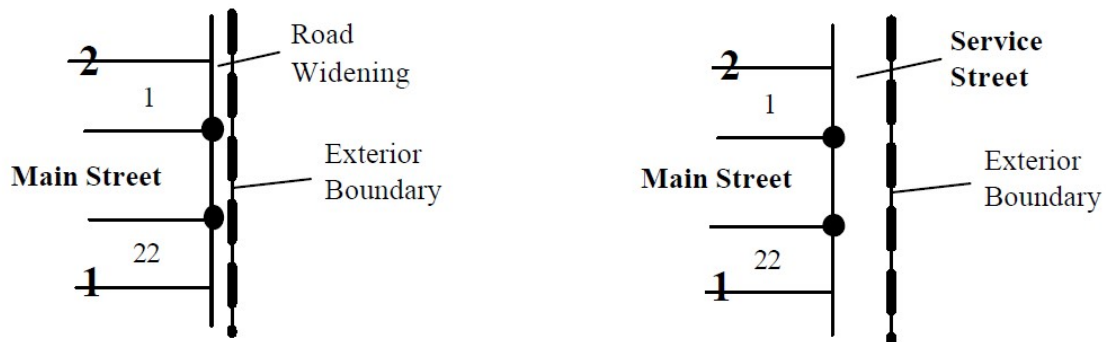 2
Road
Widening
1
Main Street
Exterior
Boundary
22
1
2
Service
Street
1
Main Street
Exterior
Boundary
22
1